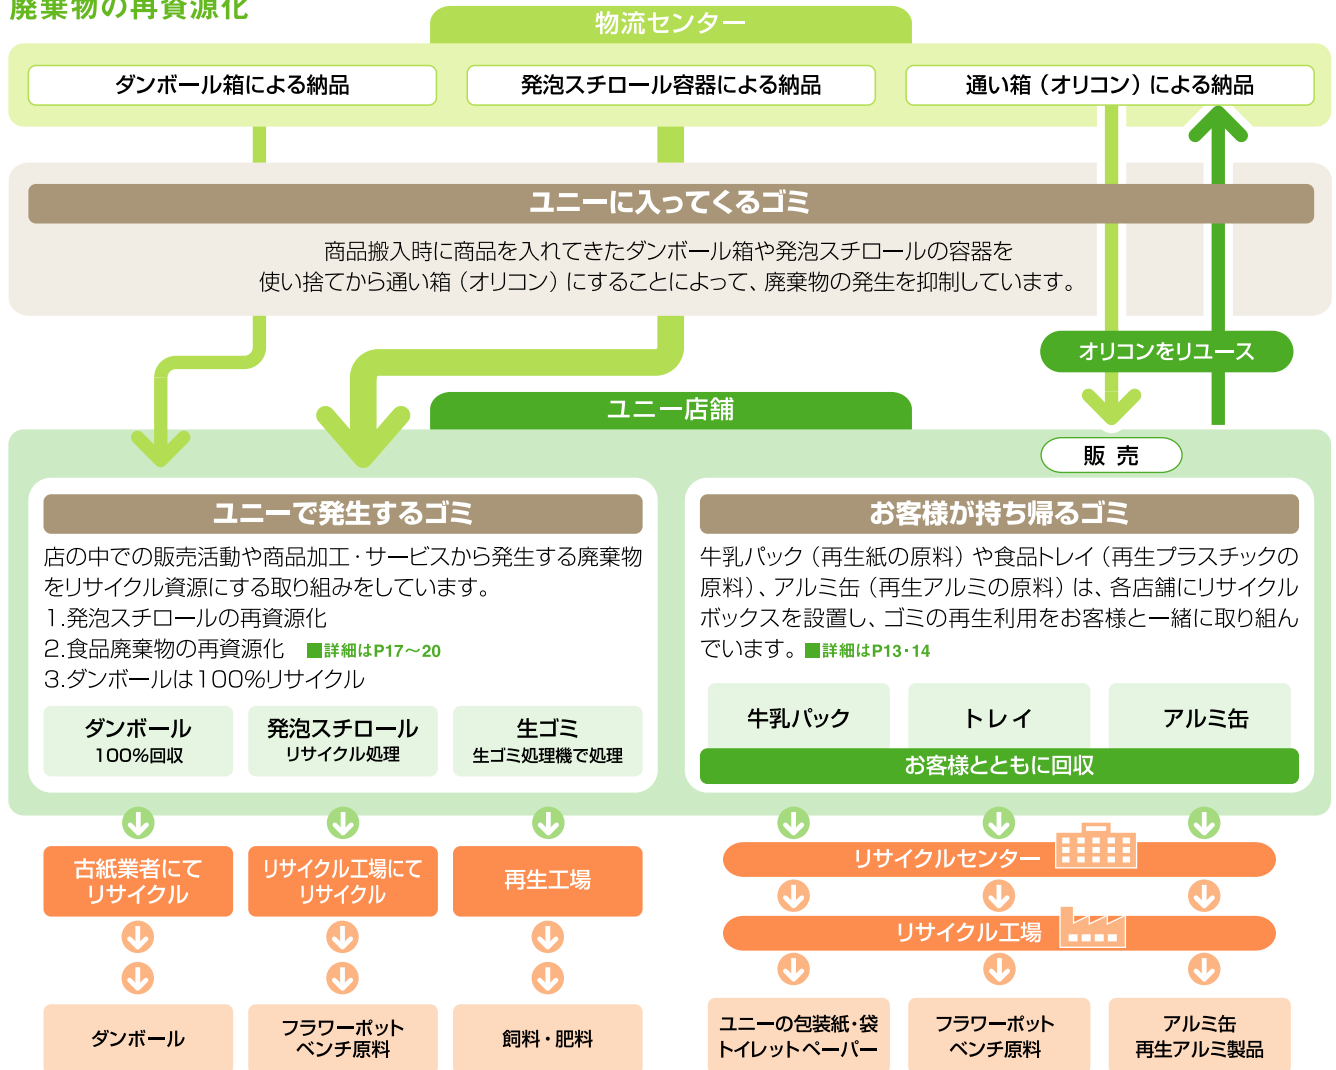 廃棄物の再資源化
物流センター
ダンボール箱による納品
発泡スチロール容器による納品
通い箱（オリコン）による納品
ユニーに入ってくるゴミ
商品搬入時に商品を入れてきたダンボール箱や発泡スチロールの容器を
使い捨てから通い箱（オリコン）にすることによって、廃棄物の発生を抑制しています。
オリコンをリユース
ユニー店舗
販売
ユニーで発生するゴミ
店の中での販売活動や商品加工・サービスから発生する廃棄物
をリサイクル資源にする取り組みをしています。
1.発泡スチロールの再資源化
2.食品廃棄物の再資源化 ■詳細はP17〜20
3.ダンボールは100%リサイクル
ダンボール
100%回収
発泡スチロール
リサイクル処理
生ゴミ
生ゴミ処理機で処理
お客様が持ち帰るゴミ
牛乳パック（再生紙の原料）や食品トレイ（再生プラスチックの
原料）、アルミ缶（再生アルミの原料）は、各店舗にリサイクル
ボックスを設置し、ゴミの再生利用をお客様と一緒に取り組ん
でいます。■詳細はP13・14
牛乳パック
トレイ
アルミ缶
お客様とともに回収
古紙業者にて
リサイクル
リサイクル工場にて
リサイクル
再生工場
リサイクルセンター
リサイクル工場
ダンボール
フラワーポット
ベンチ原料
飼料・肥料
ユニーの包装紙・袋
トイレットペーパー
フラワーポット
ベンチ原料
アルミ缶
再生アルミ製品